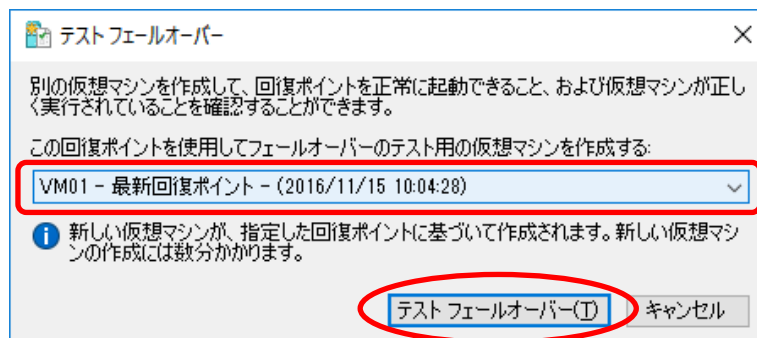 テスト フェールオーバー
別の仮想マシンを作成して、回復ポイントを正常に起動できること、および仮想マシンが正し
く実行されていることを確認することができます。
この回復ポイントを使用してフェールオーバーのテスト用の仮想マシンを作成する:
VM01 - 最新回復ポイント - (2016/11/15 10:04:28)
新しい仮想マシンが、指定した回復ポイントに基づいて作成されます。新しい仮想マシ
ンの作成には数分かかります。
テスト フェールオーバー(T) キャンセル